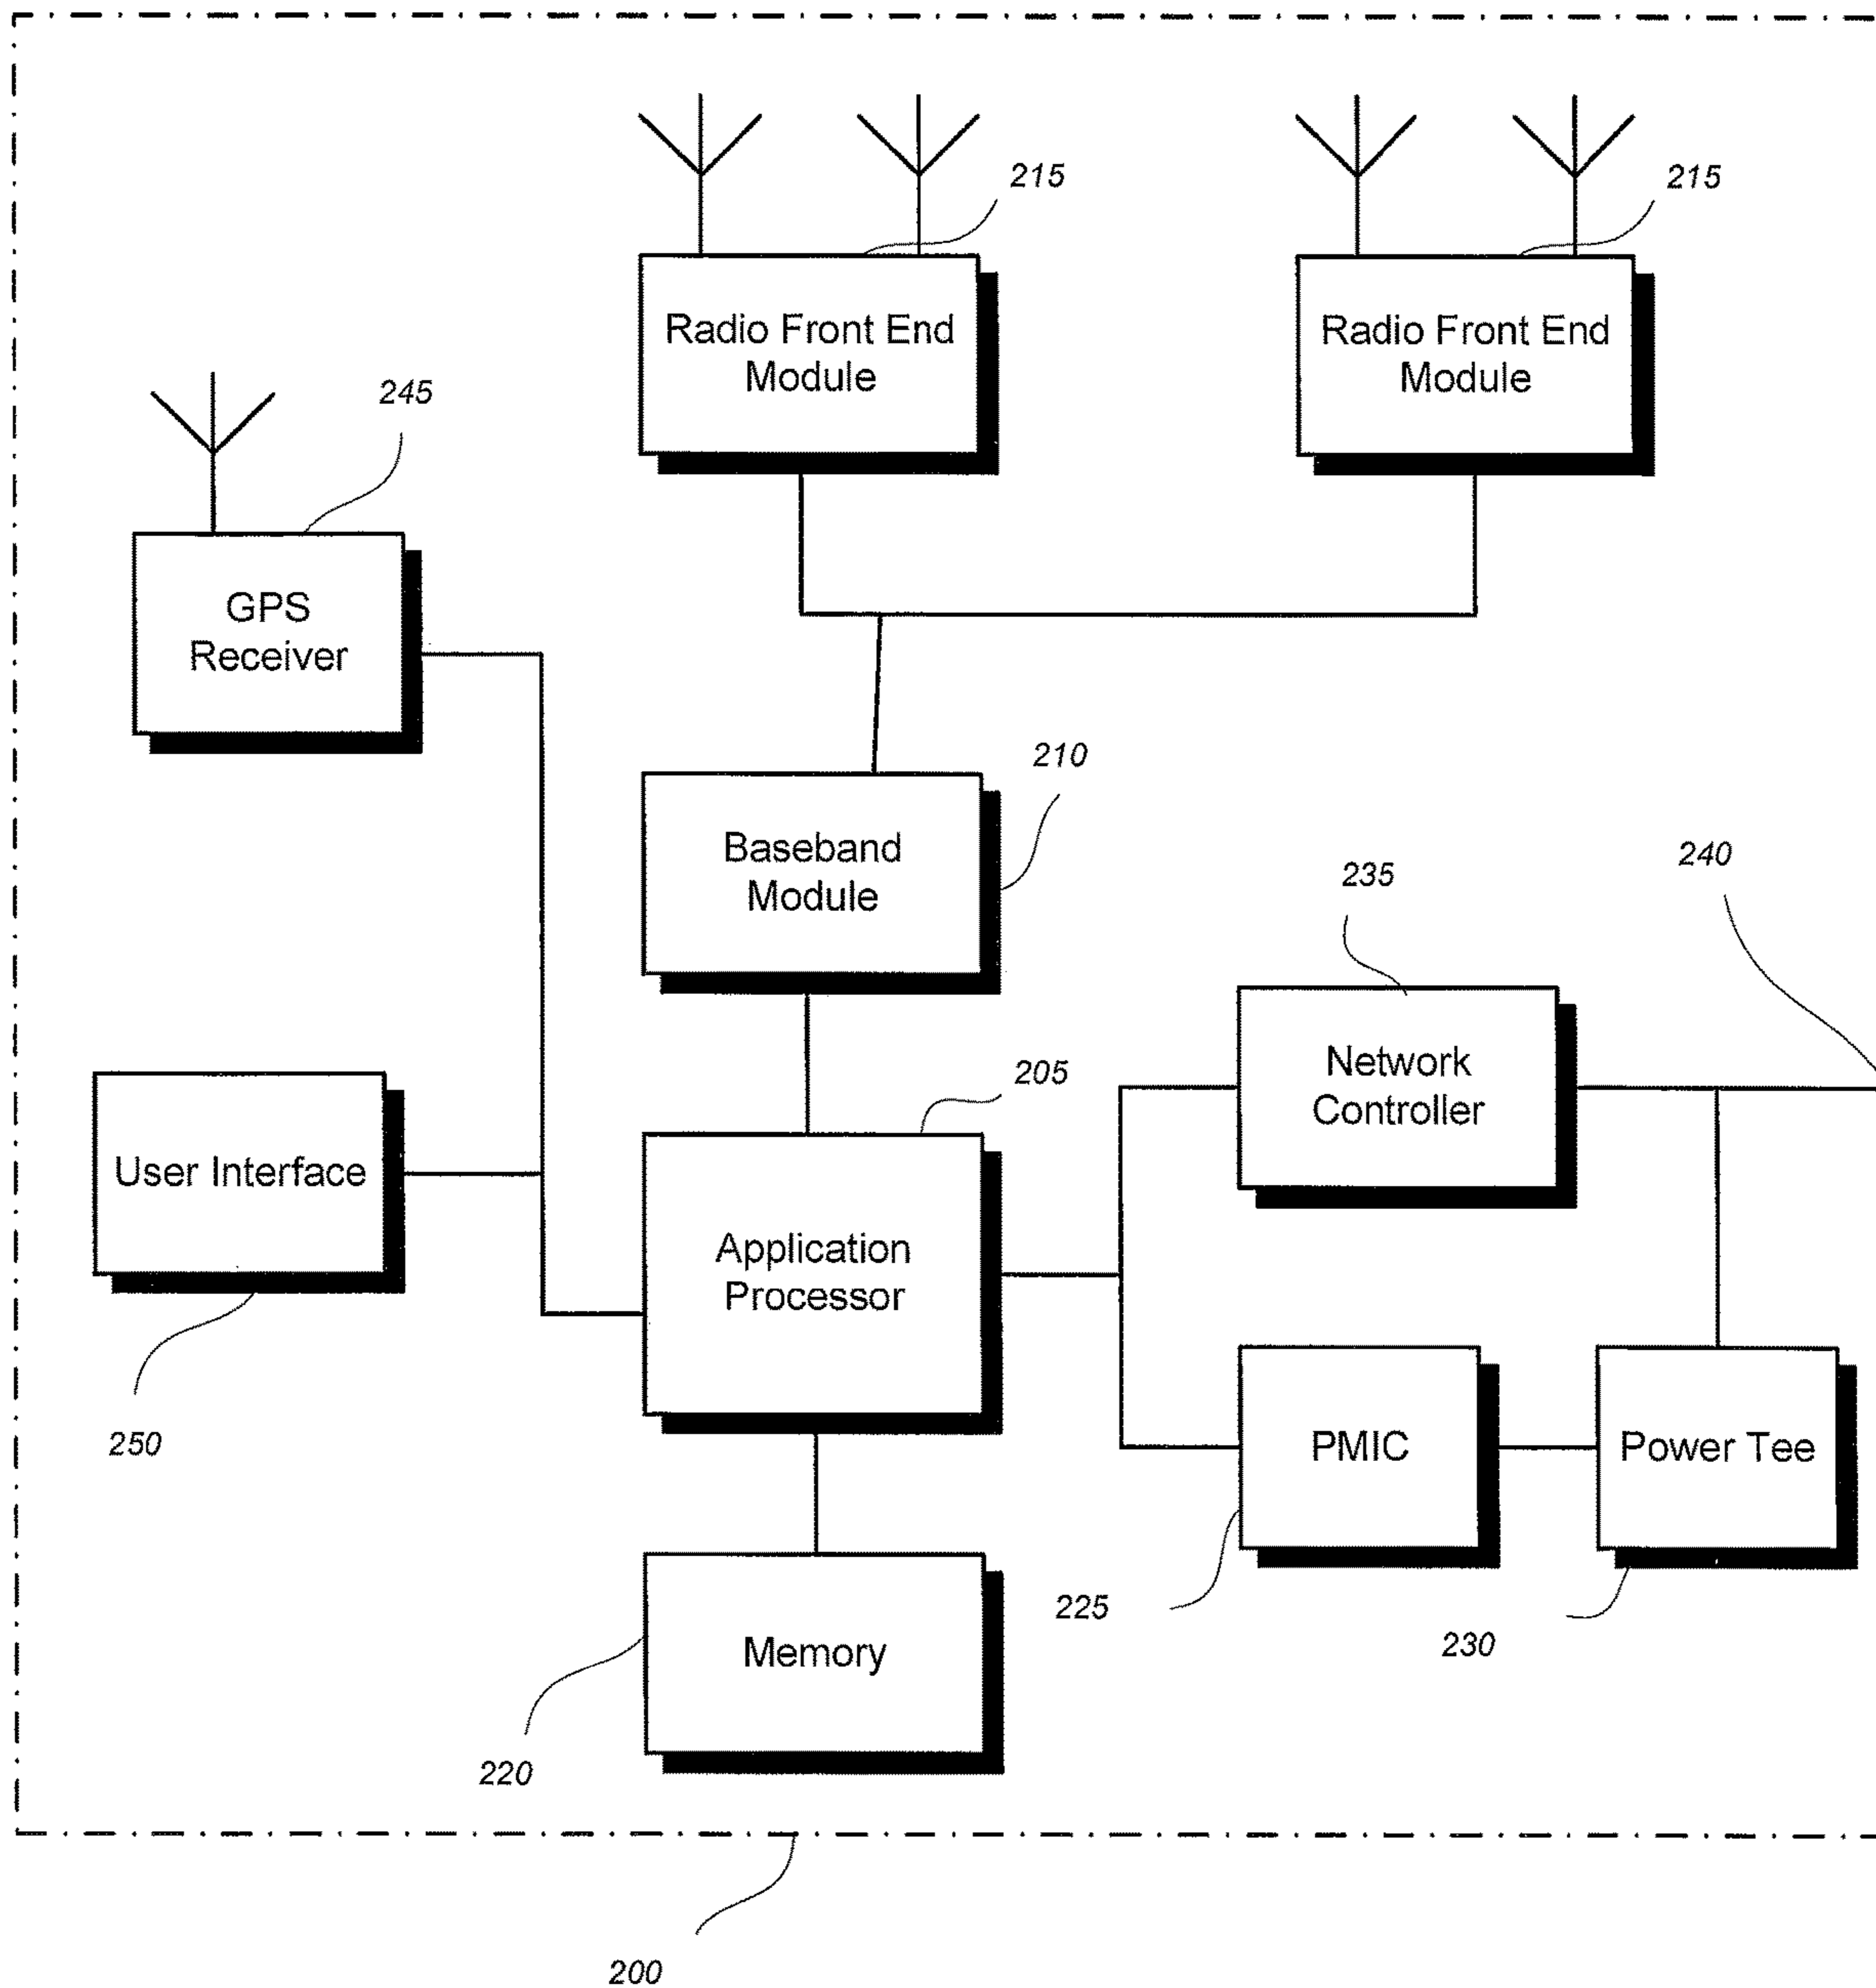 215
215
Radio Front End
Module
Radio Front End
Module
245
GPS
Receiver
210
Baseband
Module
240
235
Network
Controller
205
User Interface
Application
Processor
250
PMIC
Power Tee
225
230
Memory
220
200